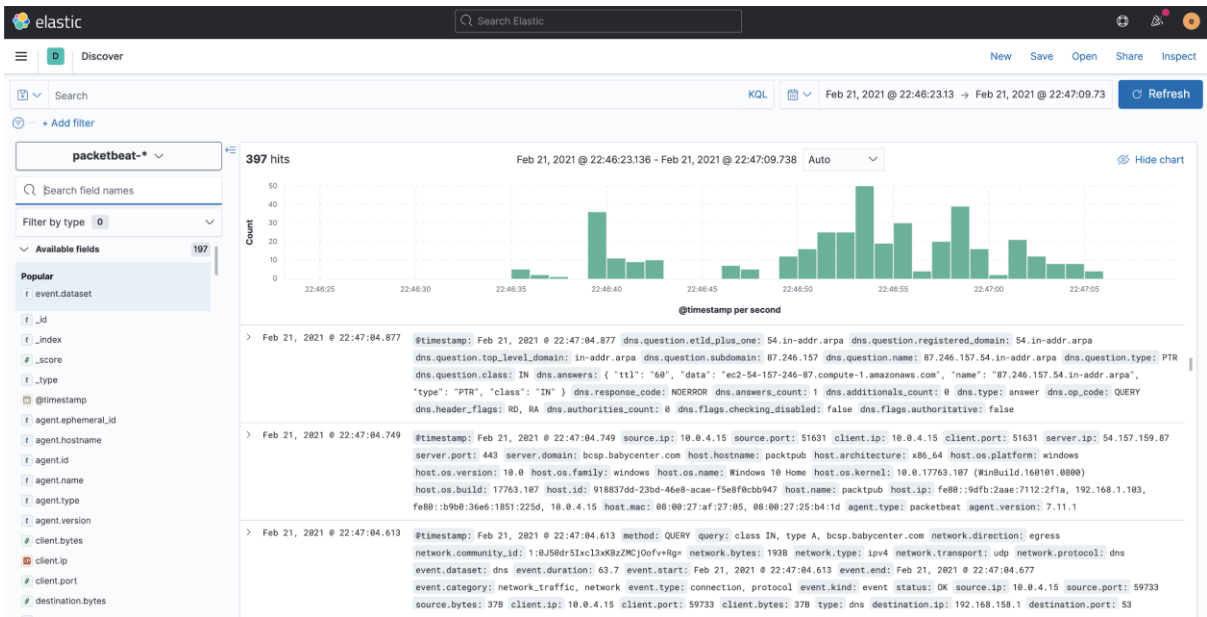 elastic
Search Elastic
e
D Discover
New Save Open Share Inspect
Search
KQL
Feb 21, 2021 @ 22:46:23.13 → Feb 21, 2021 @ 22:47:09.73
Refresh
+ Add filter
packetbeat-*
Search field names
Filter by type 0
Available fields 197
Popular
t event.dataset
t _id
t _index
# _score
t _type
@timestamp
t agent.ephemeral_id
t agent.hostname
t agent.id
t agent.name
t agent.type
t agent.version
# client.bytes
IP client.ip
# client.port
# destination.bytes
397 hits
Feb 21, 2021 @ 22:46:23.136 - Feb 21, 2021 @ 22:47:09.738 Auto
Hide chart
Count
50
40
30
20
10
0
22:46:25 22:46:30 22:46:35 22:46:40 22:46:45 22:46:50 22:46:55 22:47:00 22:47:05
@timestamp per second
> Feb 21, 2021 @ 22:47:04.877 @timestamp: Feb 21, 2021 @ 22:47:04.877 dns.question.etld_plus_one: 54.in-addr.arpa dns.question.registered_domain: 54.in-addr.arpa
dns.question.top_level_domain: in-addr.arpa dns.question.subdomain: 87.246.157 dns.question.name: 87.246.157.54.in-addr.arpa dns.question.type: PTR
dns.question.class: IN dns.answers: { "ttl": "60", "data": "ec2-54-157-246-87.compute-1.amazonaws.com", "name": "87.246.157.54.in-addr.arpa",
"type": "PTR", "class": "IN" } dns.response_code: NOERROR dns.answers_count: 1 dns.additionals_count: 0 dns.type: answer dns.op_code: QUERY
dns.header_flags: RD, RA dns.authorities_count: 0 dns.flags.checking_disabled: false dns.flags.authoritative: false
> Feb 21, 2021 @ 22:47:04.749 @timestamp: Feb 21, 2021 @ 22:47:04.749 source.ip: 10.0.4.15 source.port: 51631 client.ip: 10.0.4.15 client.port: 51631 server.ip: 54.157.159.87
server.port: 443 server.domain: bcsp.babycenter.com host.hostname: packtpub host.architecture: x86_64 host.os.platform: windows
host.os.version: 10.0 host.os.family: windows host.os.name: Windows 10 Home host.os.kernel: 10.0.17763.107 (WinBuild.160101.0800)
host.os.build: 17763.107 host.id: 918837dd-23bd-46e8-acae-f5e8f0cbb947 host.name: packtpub host.ip: fe80::9dfb:2aae:7112:2f1a, 192.168.1.103,
fe80::b9b0:36e6:1851:225d, 10.0.4.15 host.mac: 08:00:27:af:27:05, 08:00:27:25:b4:1d agent.type: packetbeat agent.version: 7.11.1
> Feb 21, 2021 @ 22:47:04.613 @timestamp: Feb 21, 2021 @ 22:47:04.613 method: QUERY query: class IN, type A, bcsp.babycenter.com network.direction: egress
network.community_id: 1:0J50dr5Ixcl3xKBzZMCjOofv+Rg= network.bytes: 193B network.type: ipv4 network.transport: udp network.protocol: dns
event.dataset: dns event.duration: 63.7 event.start: Feb 21, 2021 @ 22:47:04.613 event.end: Feb 21, 2021 @ 22:47:04.677
event.category: network_traffic, network event.type: connection, protocol event.kind: event status: OK source.ip: 10.0.4.15 source.port: 59733
source.bytes: 37B client.ip: 10.0.4.15 client.port: 59733 client.bytes: 37B type: dns destination.ip: 192.168.158.1 destination.port: 53